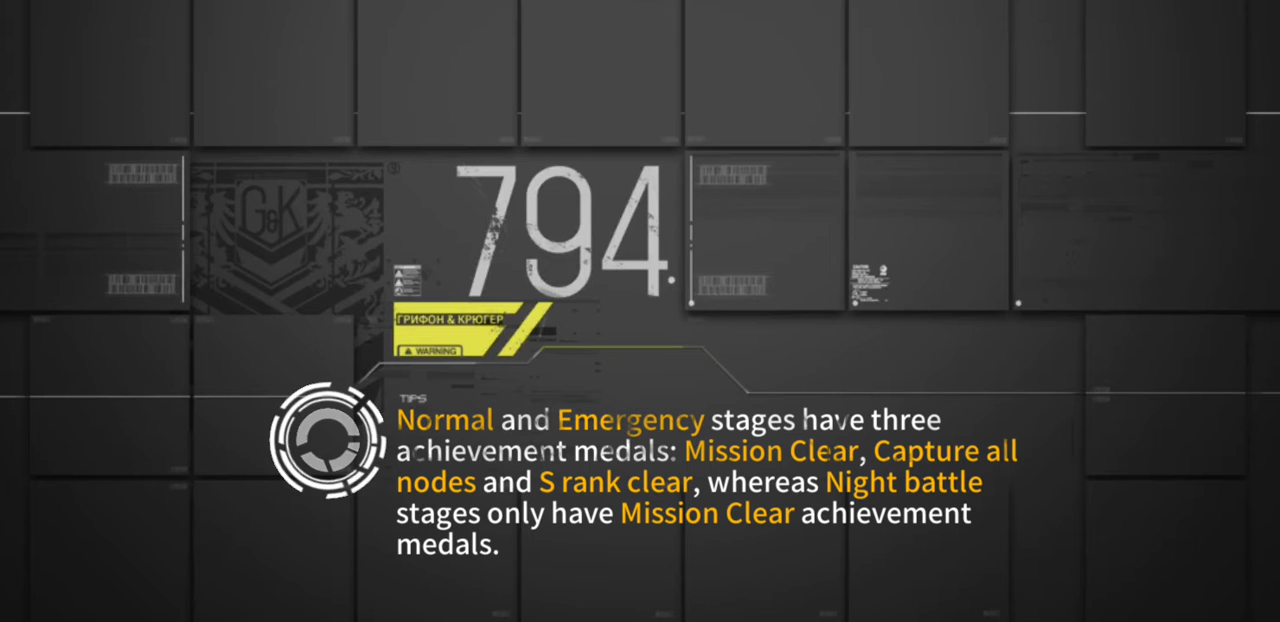 G&K
794.
ГРИФОН & КРЮГЕР
WARNING
TIPS
Normal and Emergency stages have three
achievement medals: Mission Clear, Capture all
nodes and S rank clear, whereas Night battle
stages only have Mission Clear achievement
medals.